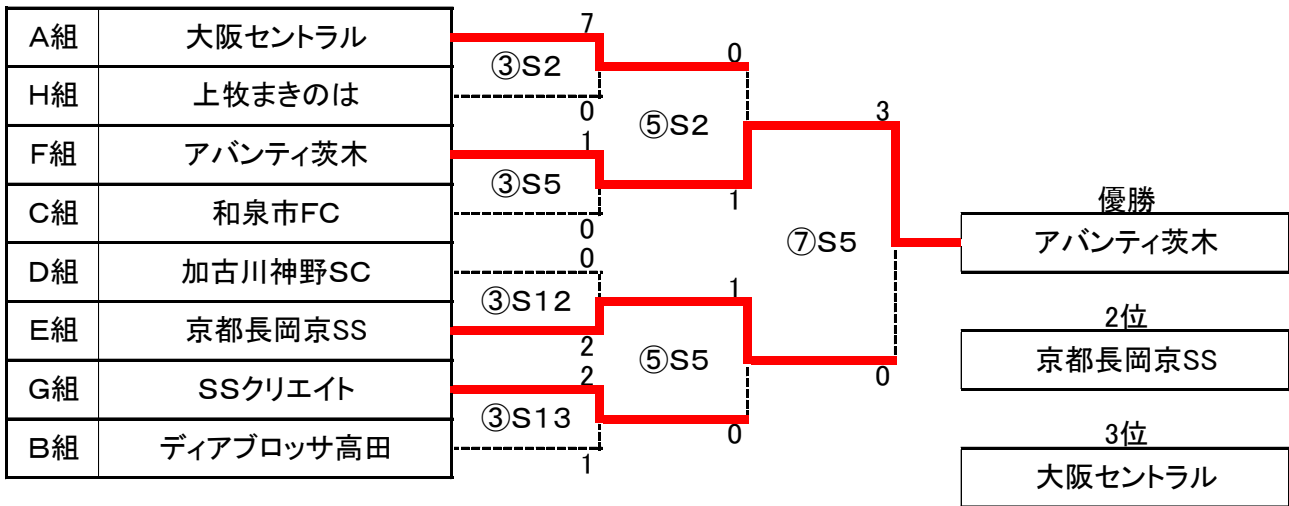 A組 大阪セントラル 7
③S2 0
H組 上牧まきのは 0
⑤S2 3
F組 アバンティ茨木 1
③S5 1
C組 和泉市FC 0
⑦S5
優勝
アバンティ茨木
D組 加古川神野SC 0
③S12 1
E組 京都長岡京SS 2
⑤S5 0
2位
京都長岡京SS
G組 SSクリエイト 2
③S13 0
B組 ディアブロッサ高田 1
3位
大阪セントラル